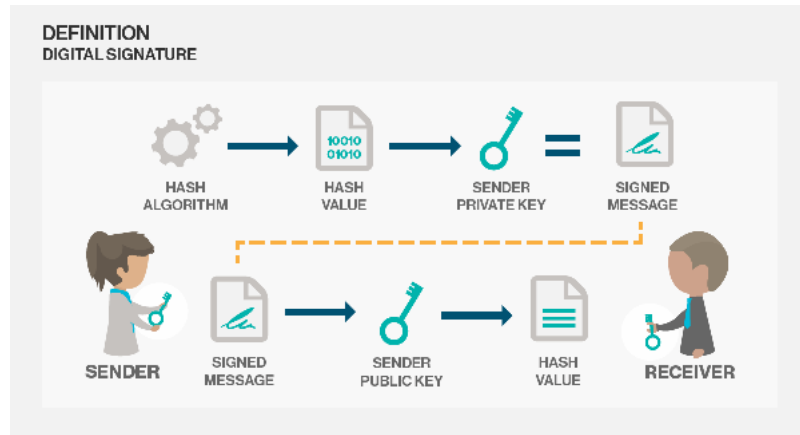 DEFINITION
DIGITAL SIGNATURE
10010
01010
HASH
ALGORITHM
HASH
VALUE
SENDER
PRIVATE KEY
SIGNED
MESSAGE
SENDER
SIGNED
MESSAGE
SENDER
PUBLIC KEY
HASH
VALUE
RECEIVER